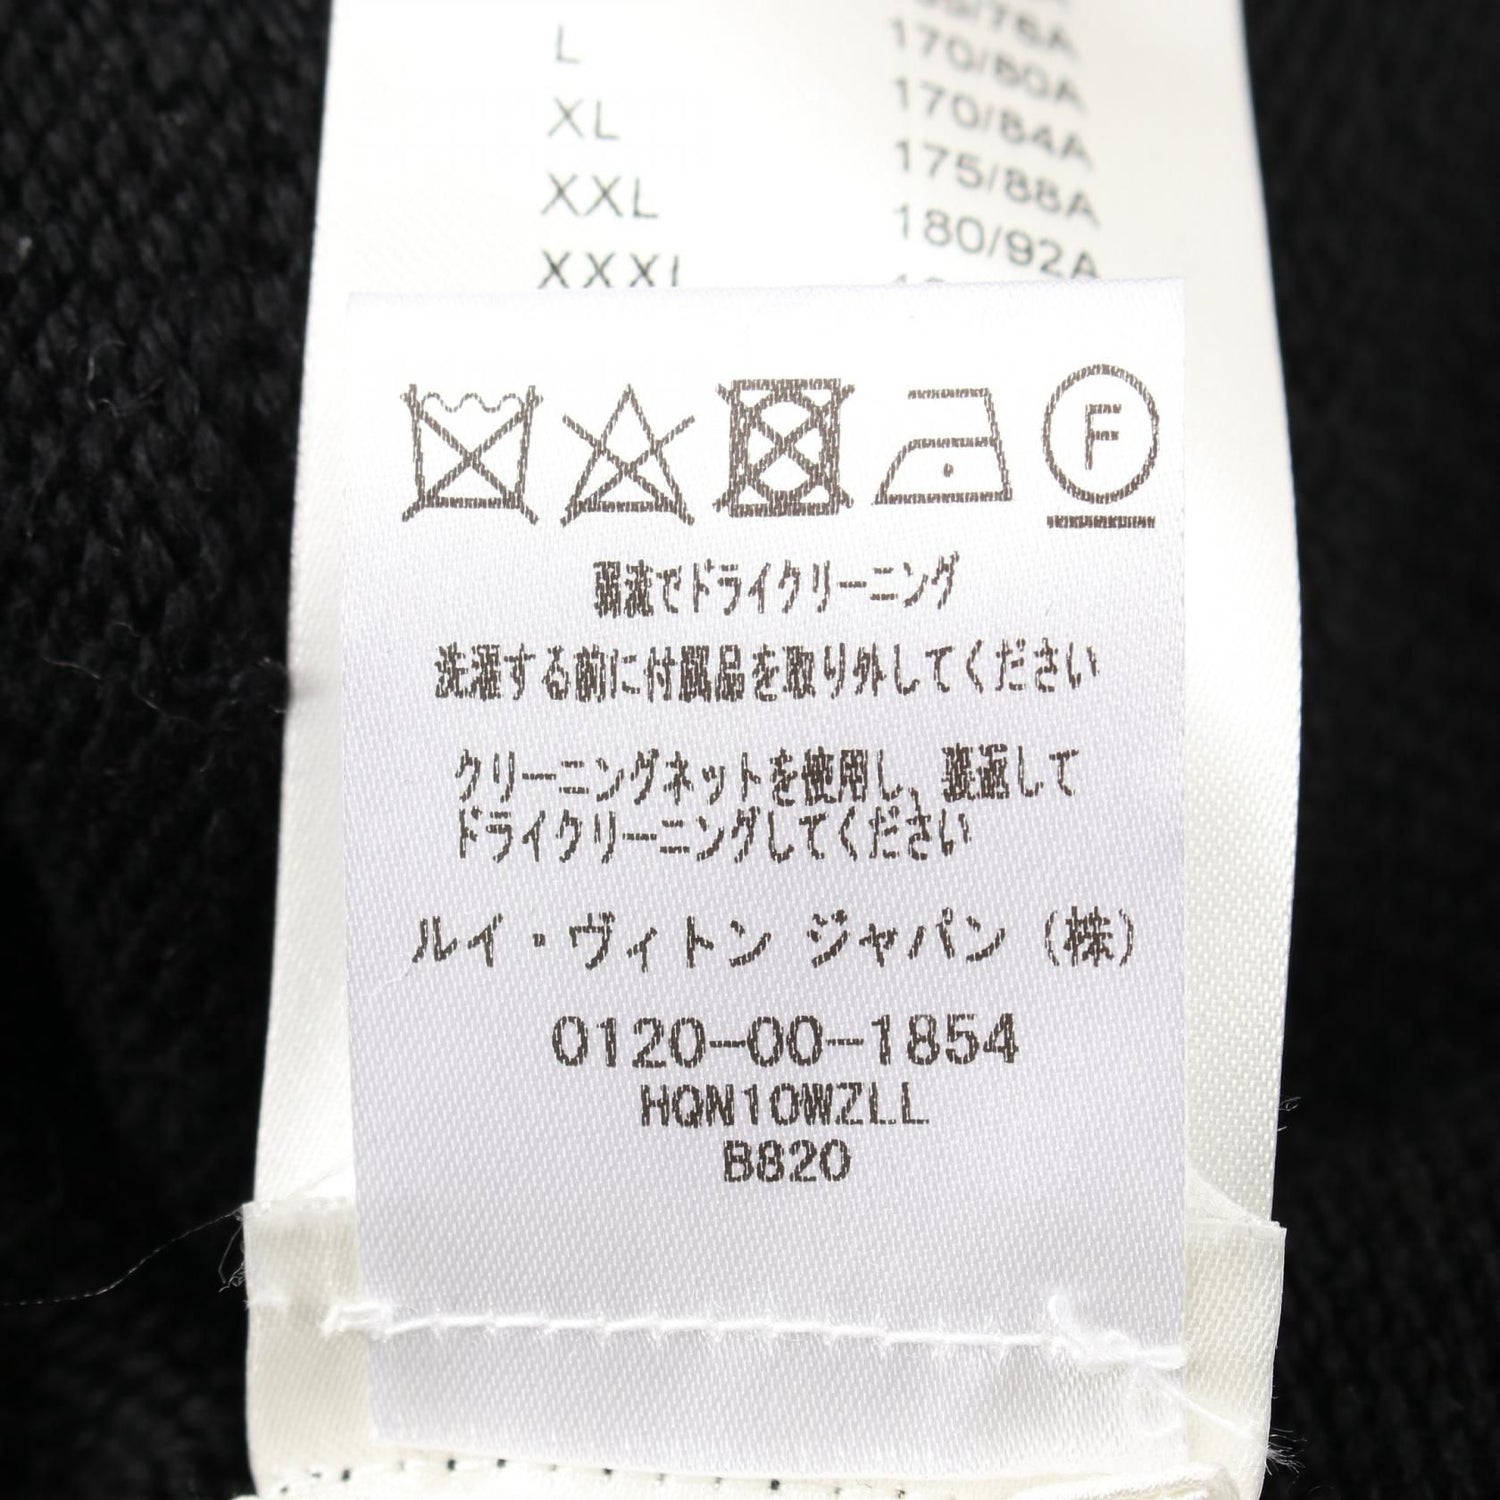 L 170/80A
XL 170/84A
XXL 175/88A
180/92A
F
弱流でドライクリーニング
洗濯する前に付属品を取り外してください
クリーニングネットを使用し、裏返して
ドライクリーニングしてください
ルイ・ヴィトン ジャパン (株)
0120-00-1854
HQN10WZLL
B820